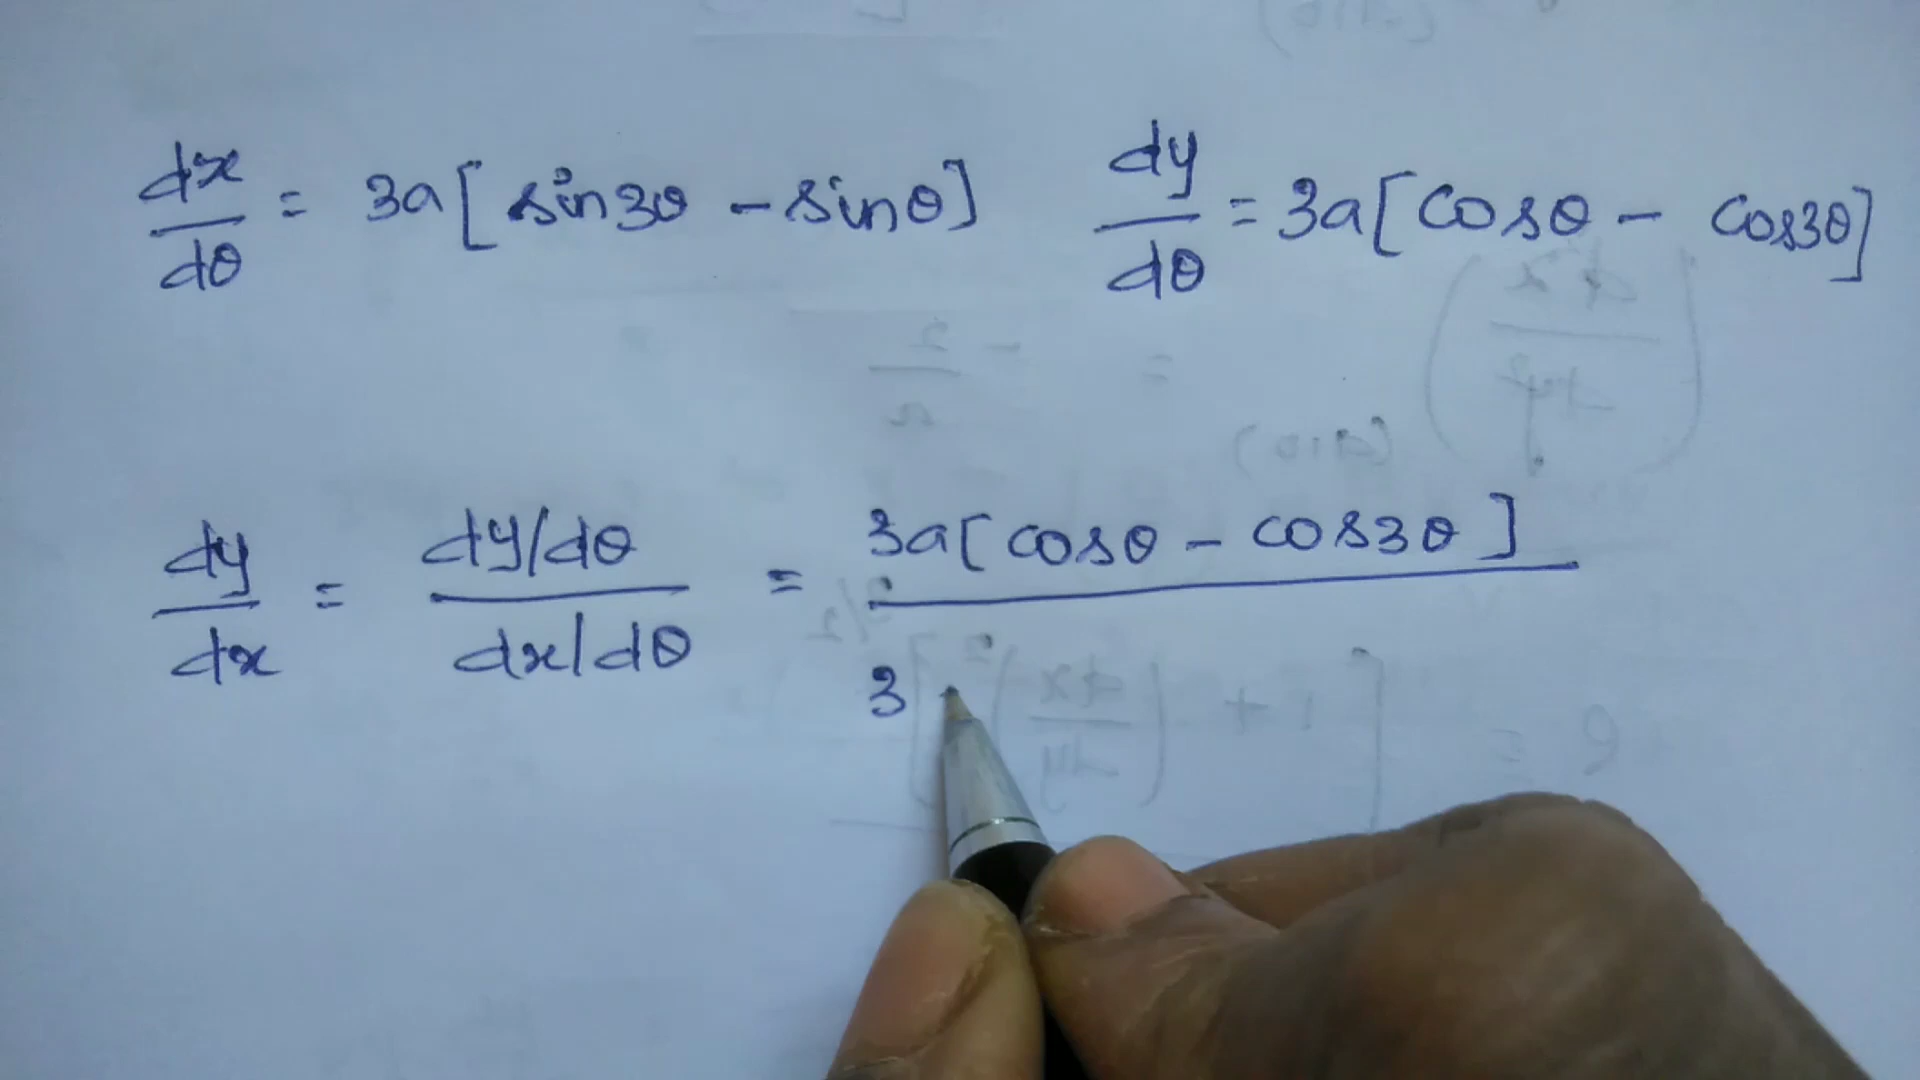 dx/dθ = 3a[sin3θ - sinθ] dy/dθ = 3a[cosθ - cos3θ]
dy/dx = dy/dθ / dx/dθ = 3a[cosθ - cos3θ] / 3